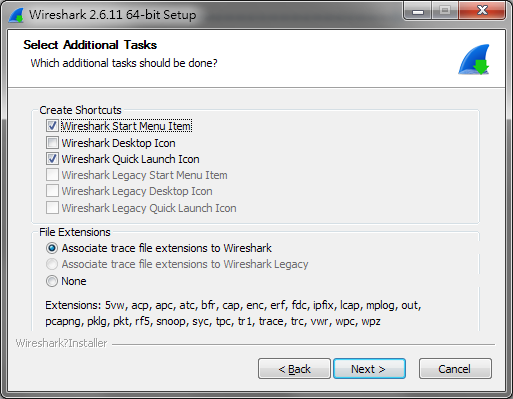 Wireshark 2.6.11 64-bit Setup
Select Additional Tasks
Which additional tasks should be done?
Create Shortcuts
Wireshark Start Menu Item
Wireshark Desktop Icon
Wireshark Quick Launch Icon
Wireshark Legacy Start Menu Item
Wireshark Legacy Desktop Icon
Wireshark Legacy Quick Launch Icon
File Extensions
Associate trace file extensions to Wireshark
Associate trace file extensions to Wireshark Legacy
None
Extensions: 5vw, acp, apc, atc, bfr, cap, enc, erf, fdc, ipfix, lcap, mplog, out,
pcapng, pklg, pkt, rf5, snoop, syc, tpc, tr1, trace, trc, vwr, wpc, wpz
Wireshark?Installer
< Back
Next >
Cancel